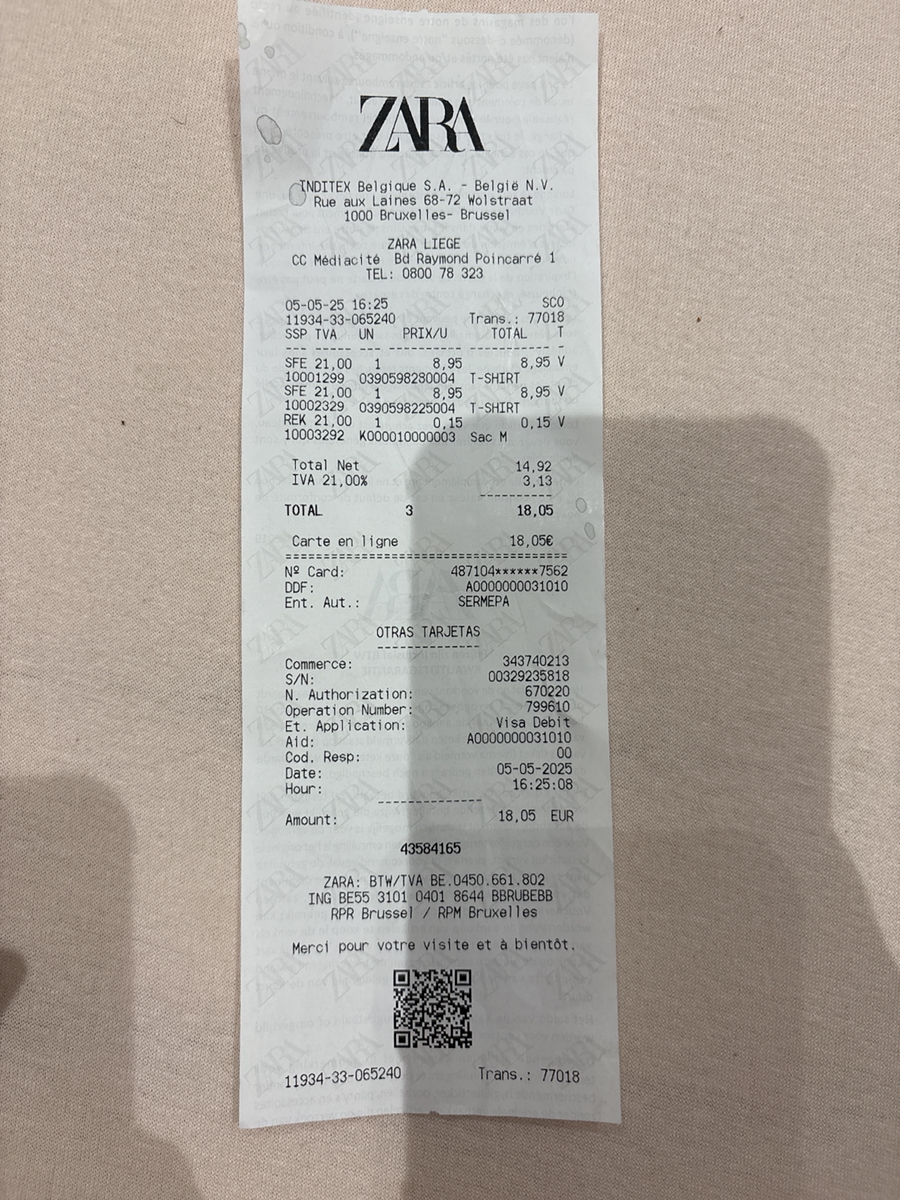 ZARA
INDITEX Belgique S.A. - België N.V.
Rue aux Laines 68-72 Wolstraat
1000 Bruxelles- Brussel
ZARA LIEGE
CC Médiacité Bd Raymond Poincarré 1
TEL: 0800 78 323
05-05-25 16:25 SCO
11934-33-065240 Trans.: 77018
SSP TVA UN PRIX/U TOTAL T
--- ----- --- ---------- ----------- -
SFE 21,00 1 8,95 8,95 V
10001299 0390598280004 T-SHIRT
SFE 21,00 1 8,95 8,95 V
10002329 0390598225004 T-SHIRT
REK 21,00 1 0,15 0,15 V
10003292 K000010000003 Sac M
Total Net 14,92
IVA 21,00% 3,13
----------
TOTAL 3 18,05
Carte en ligne 18,05€
=====================================
Nº Card: 487104******7562
DDF: A0000000031010
Ent. Aut.: SERMEPA
OTRAS TARJETAS
--------------
Commerce: 343740213
S/N: 00329235818
N. Authorization: 670220
Operation Number: 799610
Et. Application: Visa Debit
Aid: A0000000031010
Cod. Resp: 00
Date: 05-05-2025
Hour: 16:25:08
--------------
Amount: 18,05 EUR
43584165
ZARA: BTW/TVA BE.0450.661.802
ING BE55 3101 0401 8644 BBRUBEBB
RPR Brussel / RPM Bruxelles
Merci pour votre visite et à bientôt.
11934-33-065240 Trans.: 77018